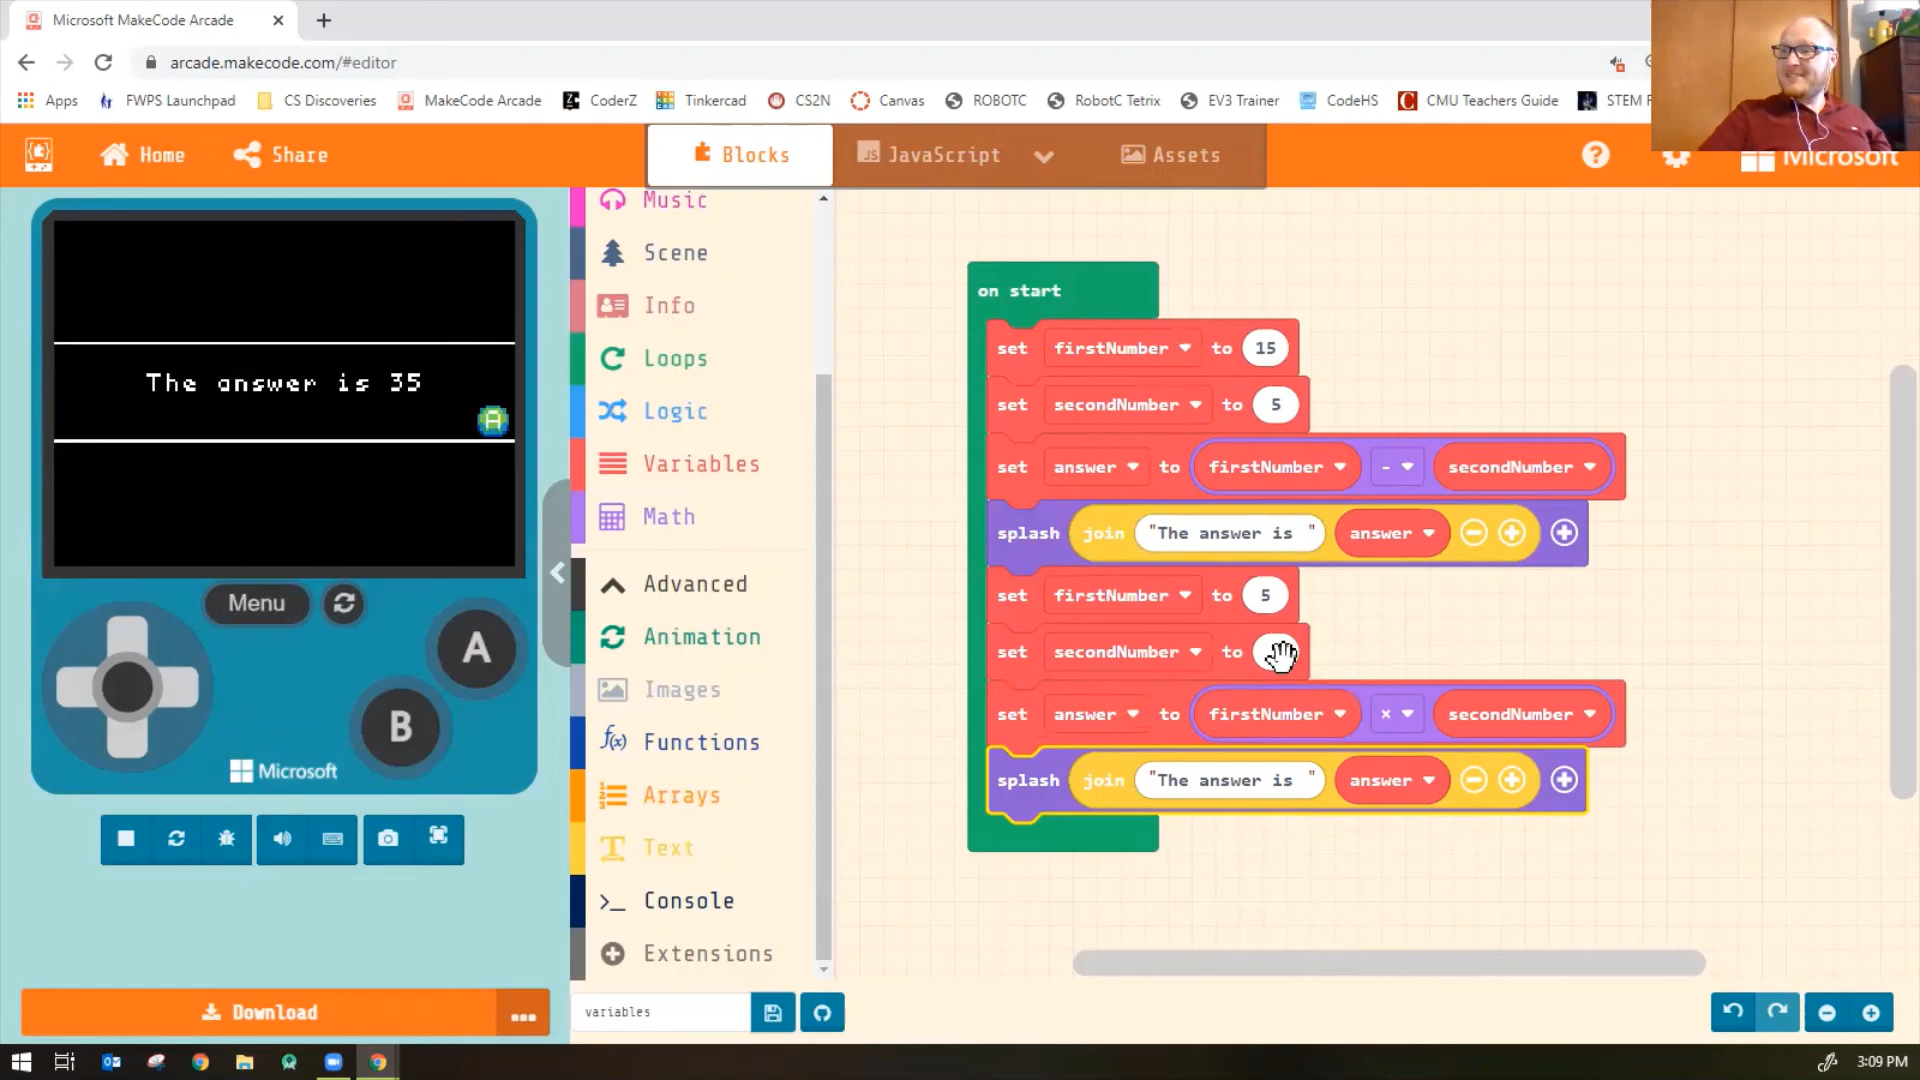 Microsoft MakeCode Arcade
arcade.makecode.com/#editor
Apps FWPS Launchpad CS Discoveries MakeCode Arcade CoderZ Tinkercad CS2N Canvas ROBOTC RobotC Tetrix EV3 Trainer CodeHS CMU Teachers Guide STEM
Home Share Blocks JavaScript Assets Microsoft
The answer is 35
A
Menu
A
B
Microsoft
Download
Music
Scene
Info
Loops
Logic
Variables
Math
Advanced
Animation
Images
Functions
Arrays
Text
Console
Extensions
variables
on start
set firstNumber to 15
set secondNumber to 5
set answer to firstNumber - secondNumber
splash join "The answer is " answer
set firstNumber to 5
set secondNumber to
set answer to firstNumber × secondNumber
splash join "The answer is " answer
3:09 PM